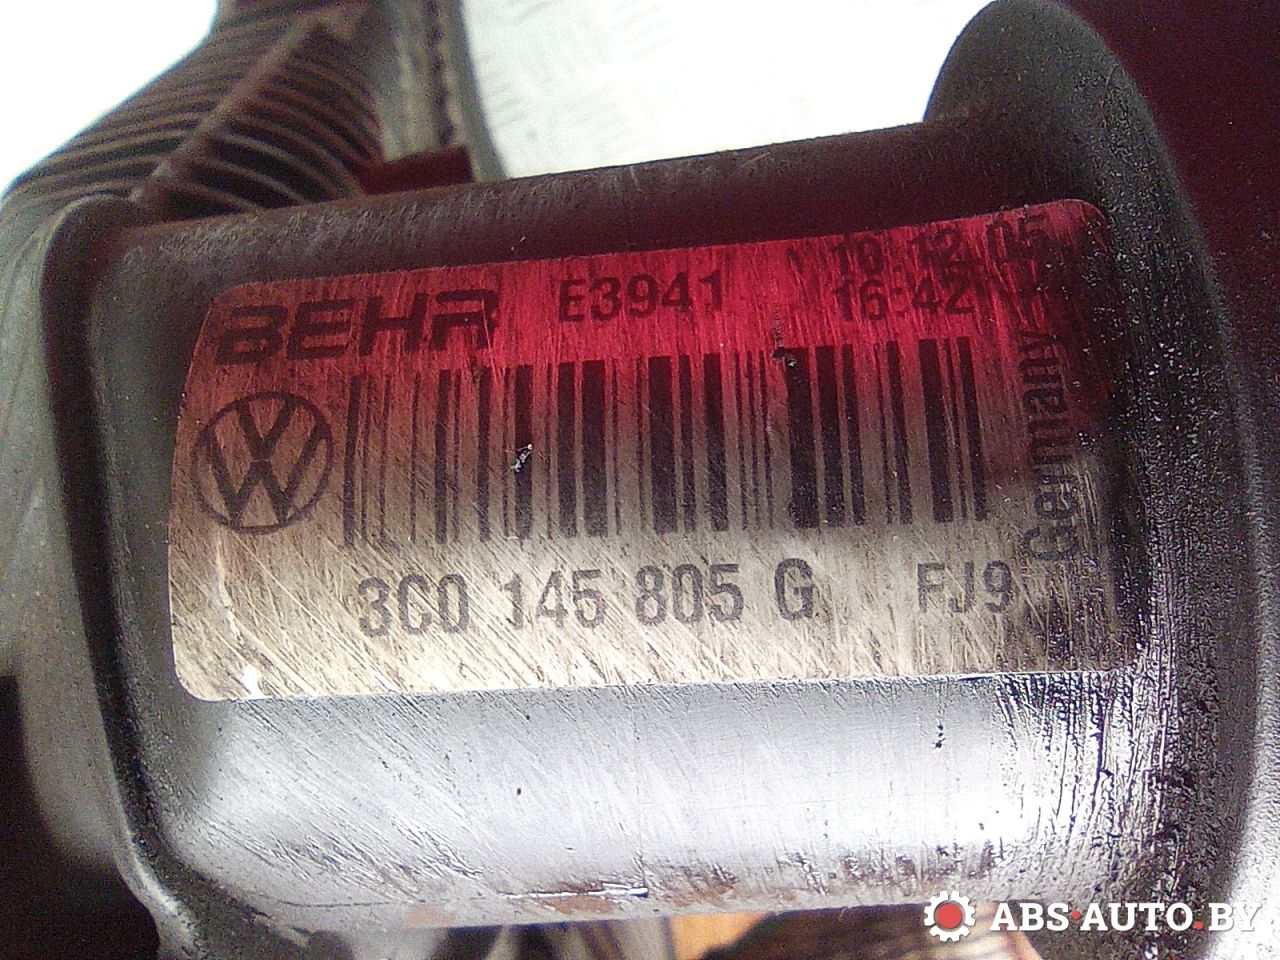 BEHR E3941 10.12.05
16:42
Germany
3C0 145 805 G FJ9
ABS·AUTO.BY